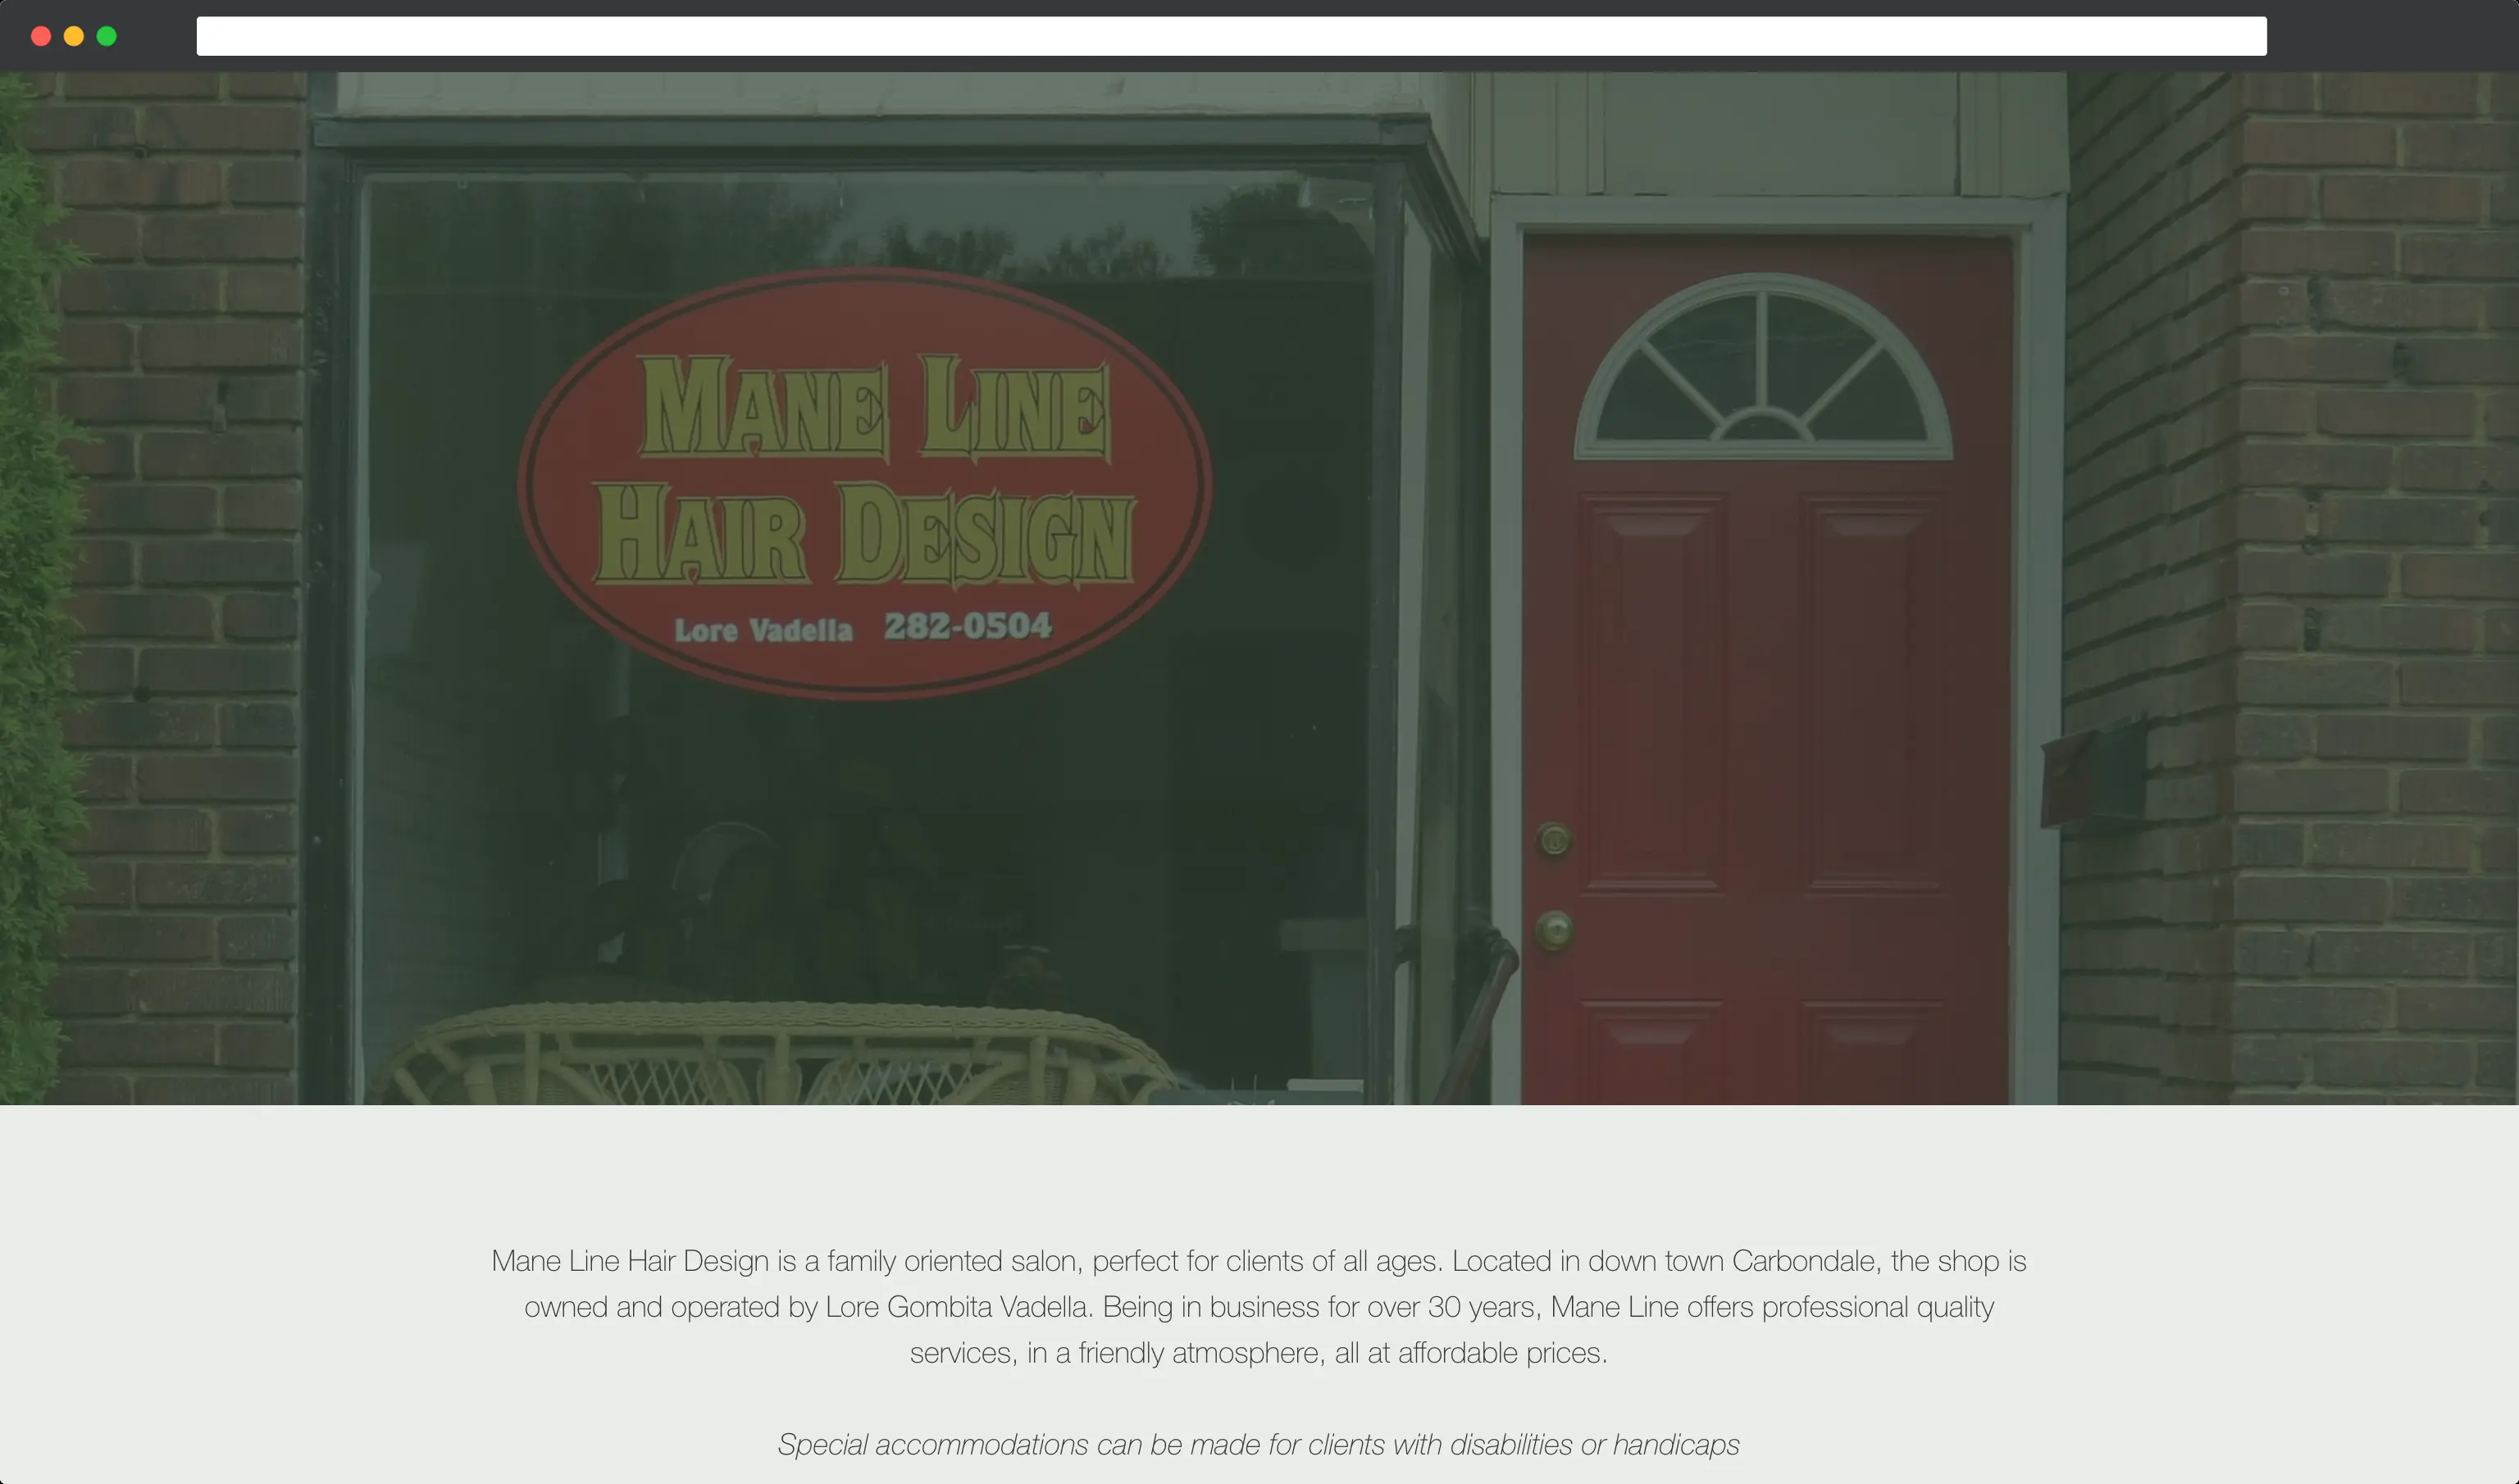 Mane Line
Hair Design
Lore Vadella 282-0504
Mane Line Hair Design is a family oriented salon, perfect for clients of all ages. Located in down town Carbondale, the shop is
owned and operated by Lore Gombita Vadella. Being in business for over 30 years, Mane Line offers professional quality
services, in a friendly atmosphere, all at affordable prices.
Special accommodations can be made for clients with disabilities or handicaps